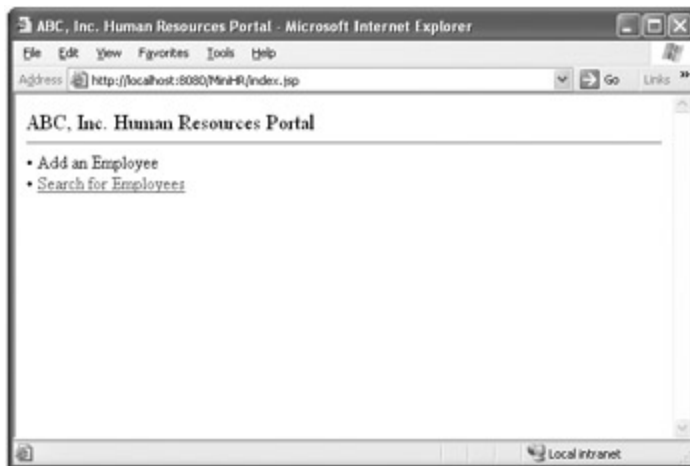 ABC, Inc. Human Resources Portal - Microsoft Internet Explorer
File Edit View Favorites Tools Help
Address http://localhost:8080/MiniHR/index.jsp Go Links »
ABC, Inc. Human Resources Portal
• Add an Employee
• Search for Employees
Local intranet